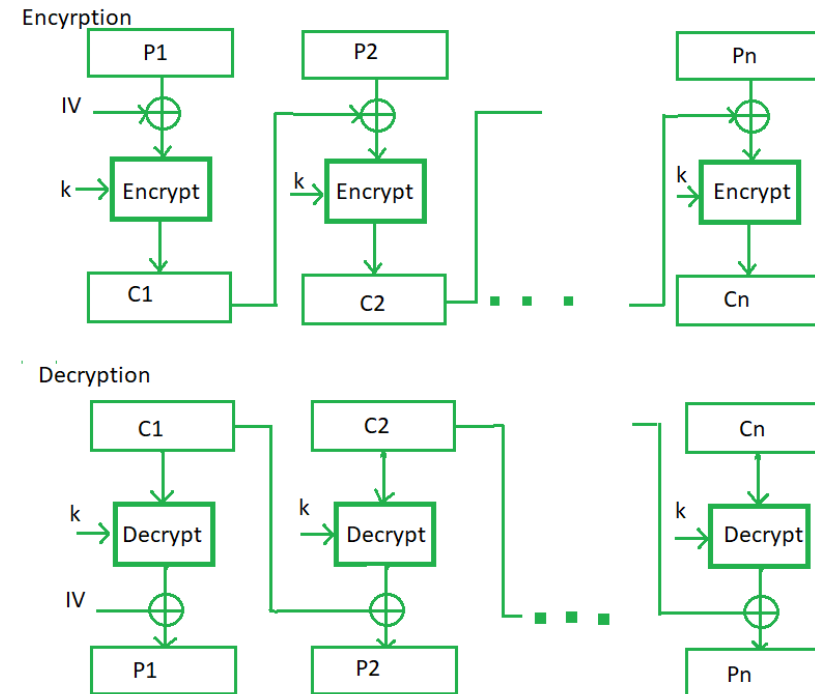 Encyrption
P1 P2 Pn
IV
k Encrypt k Encrypt k Encrypt
C1 C2 Cn
Decryption
C1 C2 Cn
k Decrypt k Decrypt k Decrypt
IV
P1 P2 Pn